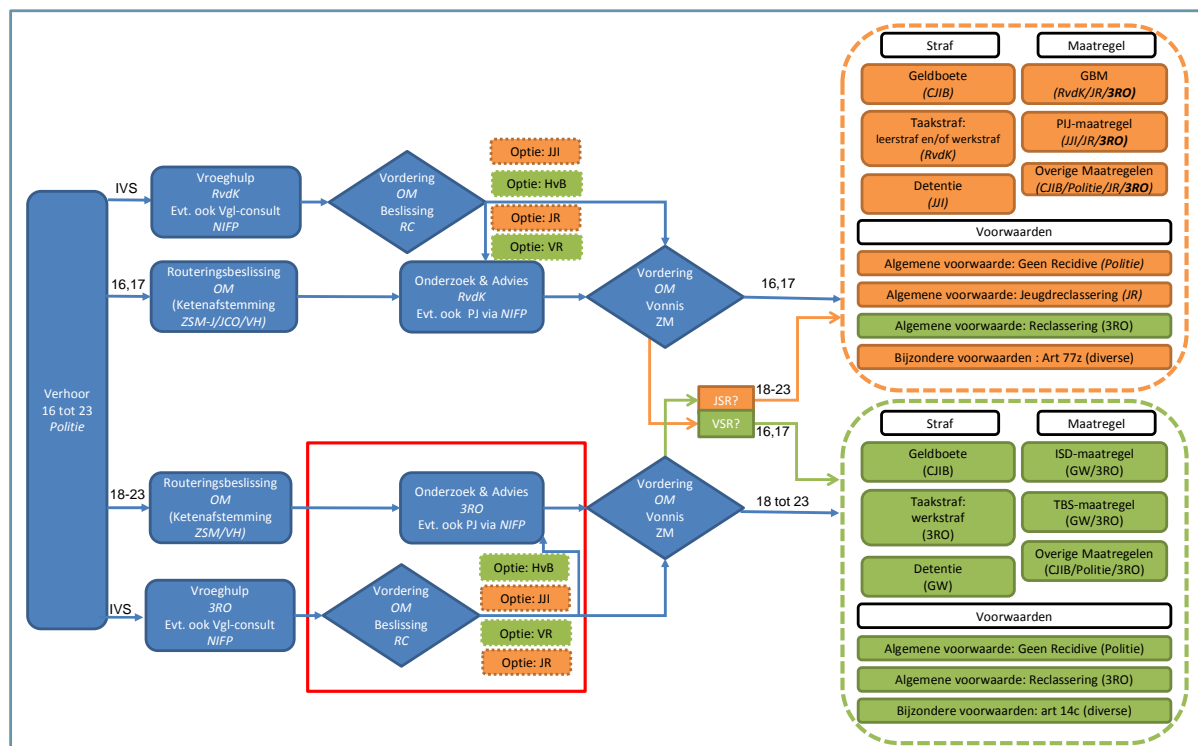 Verhoor
16 tot 23
Politie
IVS
16,17
18-23
IVS
Vroeghulp
RvdK
Evt. ook Vgl-consult
NIFP
Vordering
OM
Beslissing
RC
Optie: JJI
Optie: HvB
Optie: JR
Optie: VR
Routeringsbeslissing
OM
(Ketenafstemming
ZSM-J/JCO/VH)
Onderzoek & Advies
RvdK
Evt. ook PJ via NIFP
Vordering
OM
Vonnis
ZM
16,17
JSR?
18-23
VSR?
16,17
Routeringsbeslissing
OM
(Ketenafstemming
ZSM/VH)
Onderzoek & Advies
3RO
Evt. ook PJ via NIFP
Vordering
OM
Vonnis
ZM
18 tot 23
Vroeghulp
3RO
Evt. ook Vgl-consult
NIFP
Vordering
OM
Beslissing
RC
Optie: HvB
Optie: JJI
Optie: VR
Optie: JR
Straf
Maatregel
Geldboete
(CJIB)
GBM
(RvdK/JR/3RO)
Taakstraf:
leerstraf en/of werkstraf
(RvdK)
PIJ-maatregel
(JJI/JR/3RO)
Detentie
(JJI)
Overige Maatregelen
(CJIB/Politie/JR/3RO)
Voorwaarden
Algemene voorwaarde: Geen Recidive (Politie)
Algemene voorwaarde: Jeugdreclassering (JR)
Algemene voorwaarde: Reclassering (3RO)
Bijzondere voorwaarden : Art 77z (diverse)
Straf
Maatregel
Geldboete
(CJIB)
ISD-maatregel
(GW/3RO)
Taakstraf:
werkstraf
(3RO)
TBS-maatregel
(GW/3RO)
Detentie
(GW)
Overige Maatregelen
(CJIB/Politie/3RO)
Voorwaarden
Algemene voorwaarde: Geen Recidive (Politie)
Algemene voorwaarde: Reclassering (3RO)
Bijzondere voorwaarden: art 14c (diverse)